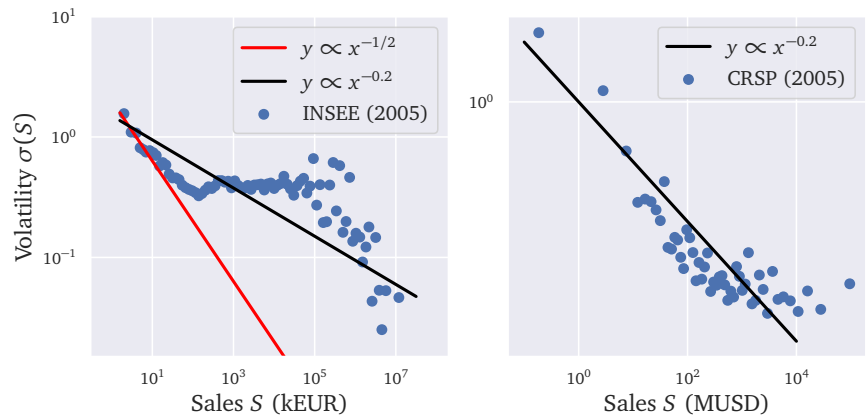 10^1
10^0
10^{-1}
Volatility σ(S)
y ∝ x^{-1/2}
y ∝ x^{-0.2}
INSEE (2005)
10^1
10^3
10^5
10^7
Sales S (kEUR)
10^0
y ∝ x^{-0.2}
CRSP (2005)
10^0
10^2
10^4
Sales S (MUSD)